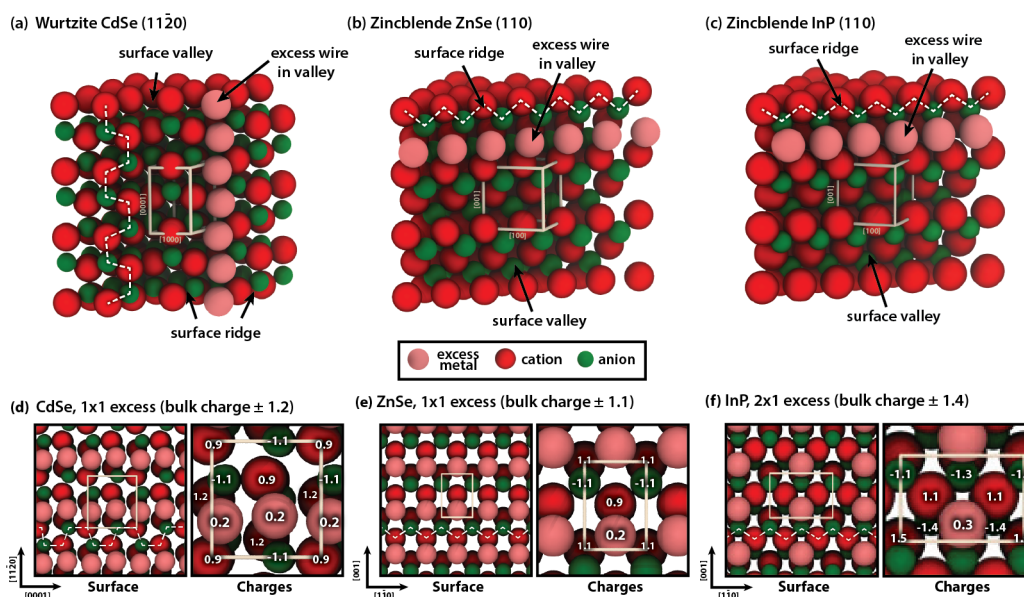 (a) Wurtzite CdSe (112̄0)
(b) Zincblende ZnSe (110)
(c) Zincblende InP (110)
surface valley
excess wire
in valley
surface ridge
excess wire
in valley
surface ridge
excess wire
in valley
[0001]
[1000]
[001]
[100]
[001]
[100]
surface ridge
surface valley
surface valley
excess
metal
cation
anion
(d) CdSe, 1x1 excess (bulk charge ± 1.2)
(e) ZnSe, 1x1 excess (bulk charge ± 1.1)
(f) InP, 2x1 excess (bulk charge ± 1.4)
0.9 -1.1 0.9
-1.1 0.9 -1.1
1.2 1.2
0.2 0.2 0.2
1.2
0.9 -1.1 0.9
1.1 1.1
-1.1 -1.1
0.9
0.2
1.1 1.1
-1.1 -1.3 -1.1
1.1 1.1
0.3
-1.4 -1.4
1.5 1.
[112̄0]
[0001]
Surface
Charges
[001]
[11̄0]
Surface
Charges
[001]
[11̄0]
Surface
Charges